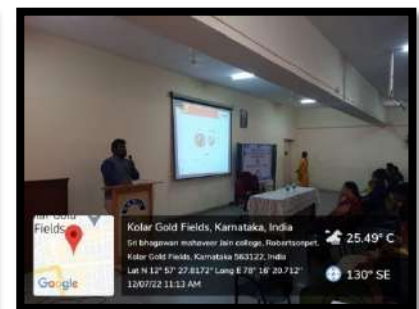 Fields
Google
Kolar Gold Fields, Karnataka, India
Sri bhagawan mahaveer Jain college, Robertsonpet,
Kolar Gold Fields, Karnataka 563122, India
Lat N 12° 57' 27.8172" Long E 78° 16' 20.712"
12/07/22 11:13 AM
25.49° C
130° SE